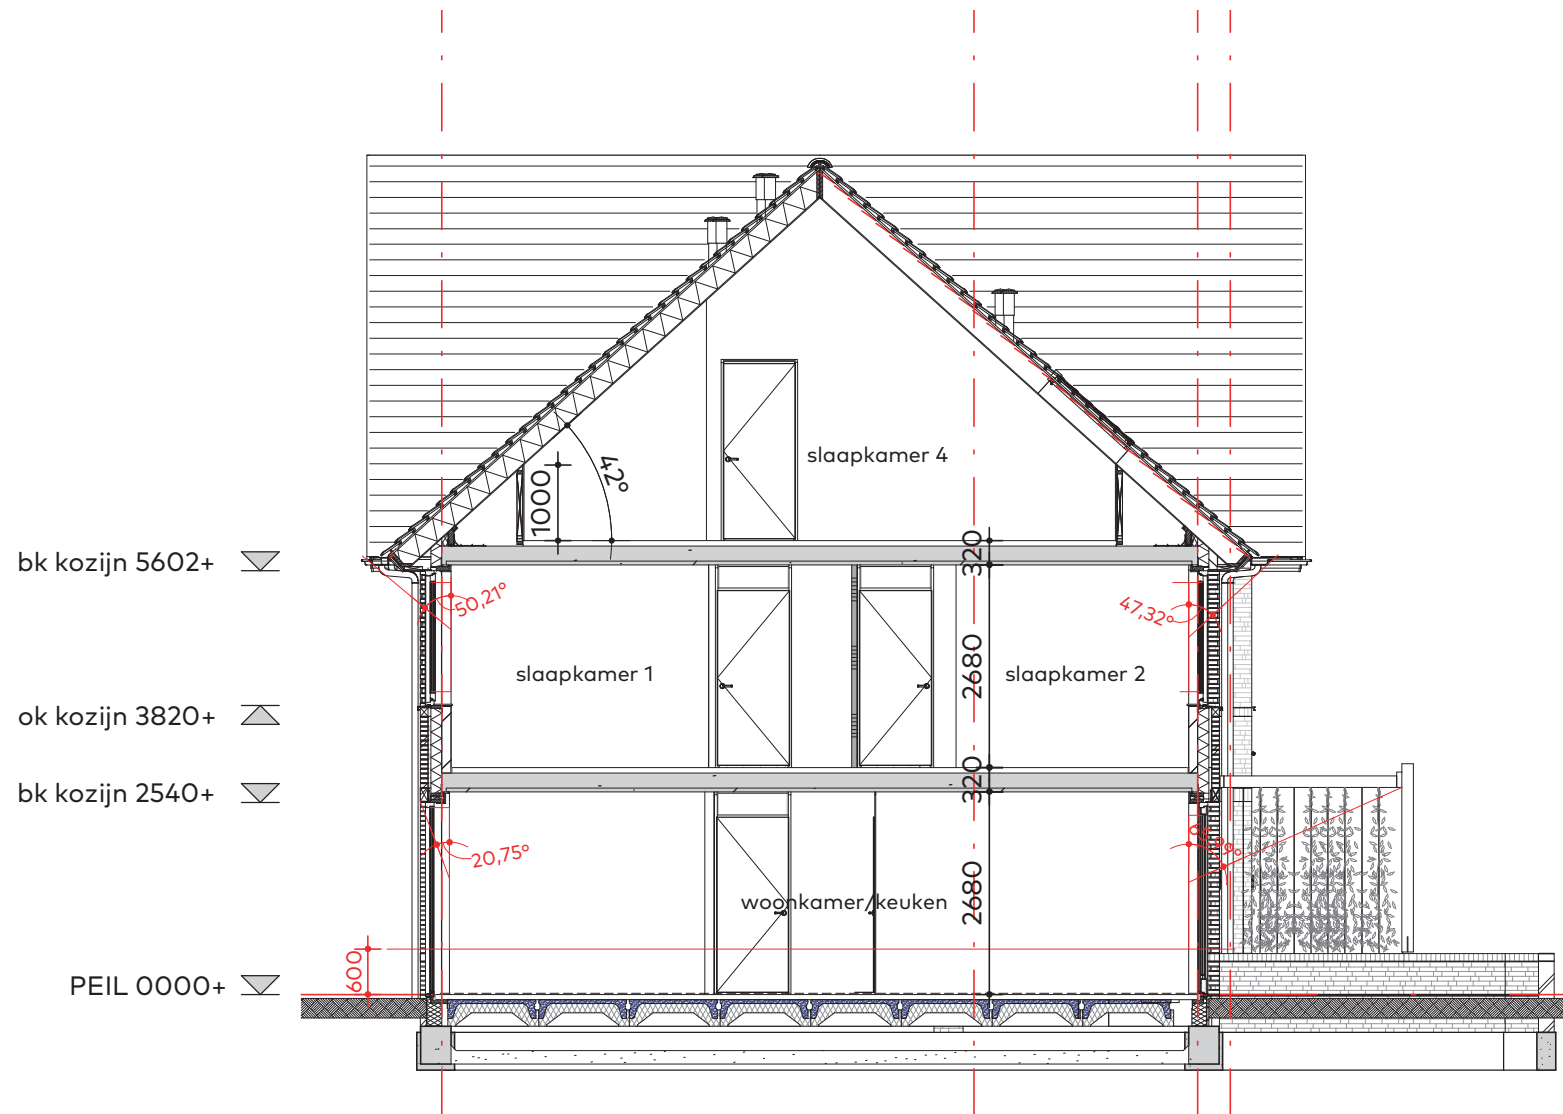 slaapkamer 4
42°
1000
bk kozijn 5602+
320
50,21°
47,32°
slaapkamer 1
2680
slaapkamer 2
ok kozijn 3820+
bk kozijn 2540+
320
20,75°
woonkamer/keuken
2680
600
PEIL 0000+